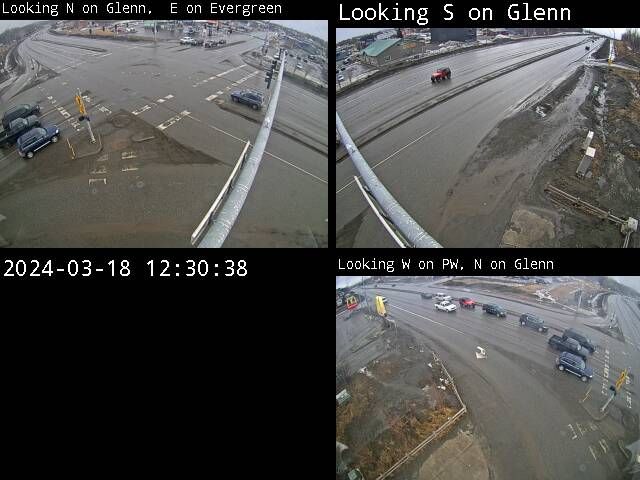 Looking N on Glenn, E on Evergreen
Looking S on Glenn
2024-03-18 12:30:38
Looking W on PW, N on Glenn